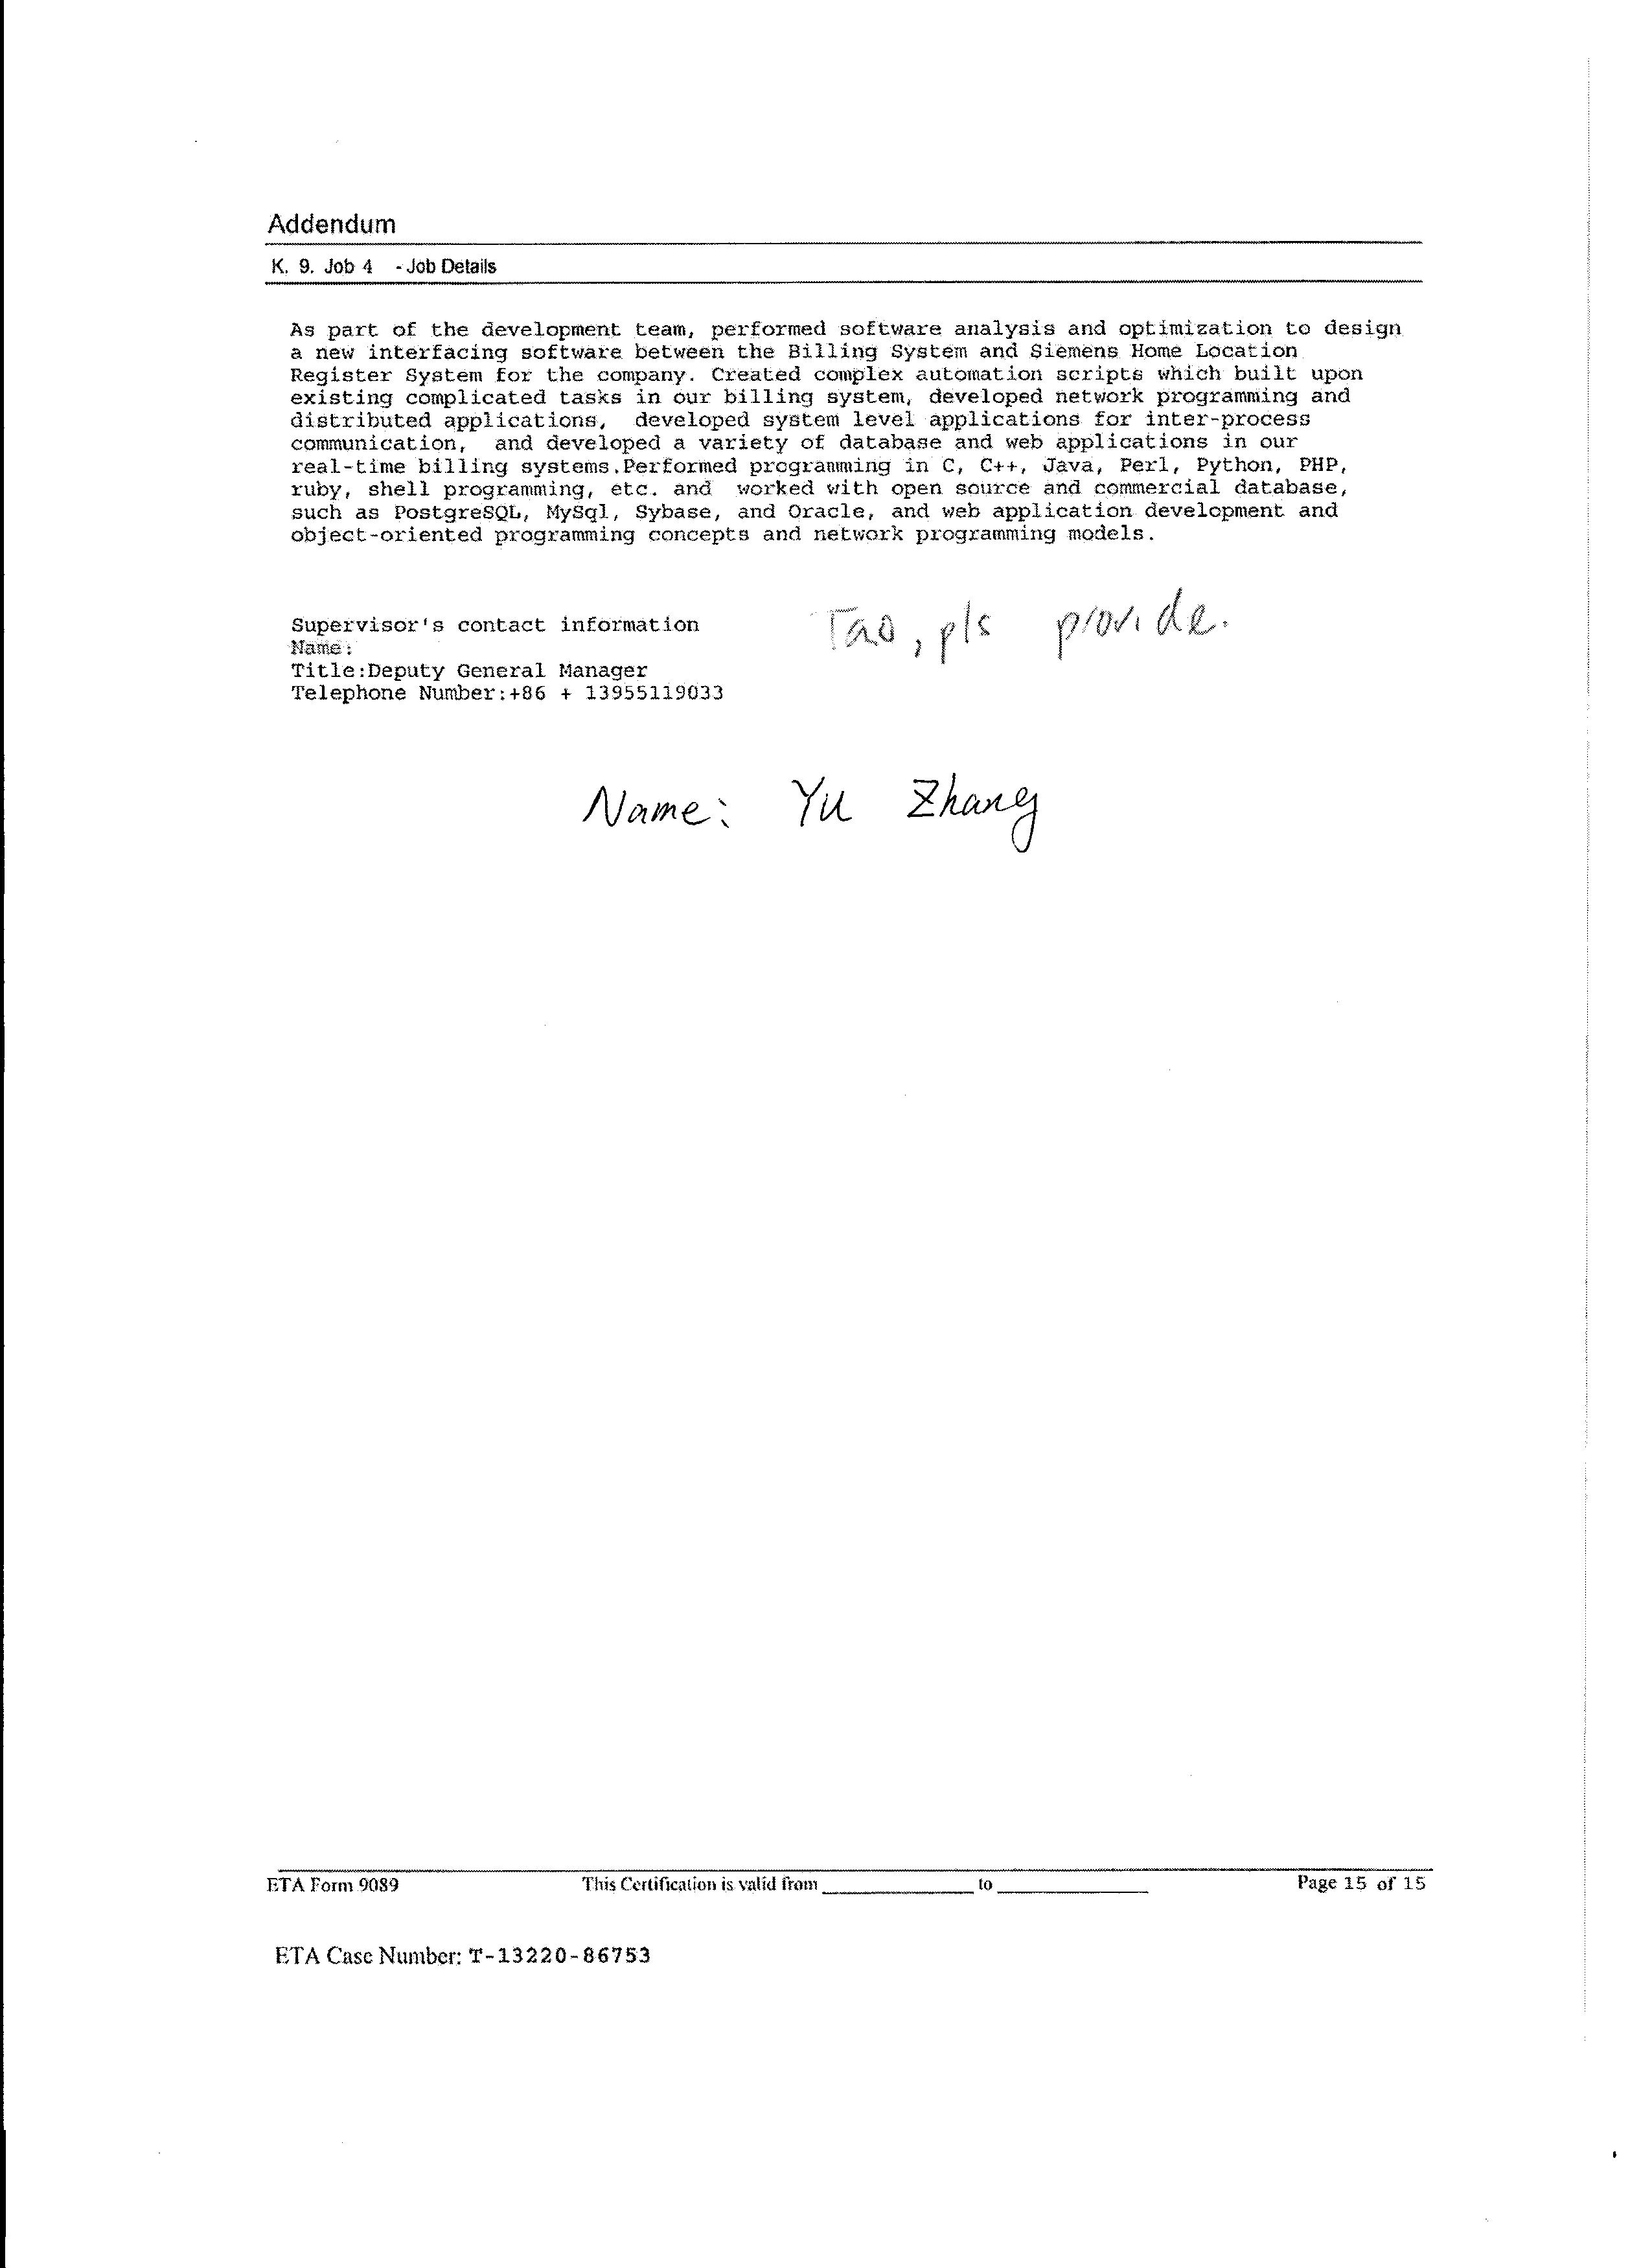 Addendum
K. 9. Job 4 - Job Details
As part of the development team, performed software analysis and optimization to design
a new interfacing software between the Billing System and Siemens Home Location
Register System for the company. Created complex automation scripts which built upon
existing complicated tasks in our billing system, developed network programming and
distributed applications, developed system level applications for inter-process
communication, and developed a variety of database and web applications in our
real-time billing systems.Performed programming in C, C++, Java, Perl, Python, PHP,
ruby, shell programming, etc. and worked with open source and commercial database,
such as PostgreSQL, MySql, Sybase, and Oracle, and web application development and
object-oriented programming concepts and network programming models.
Supervisor's contact information
Tao, pls provide.
Name:
Title:Deputy General Manager
Telephone Number:+86 + 13955119033
Name: Yu Zhang
ETA Form 9089 This Certification is valid from ____________ to ____________ Page 15 of 15
ETA Case Number: T-13220-86753